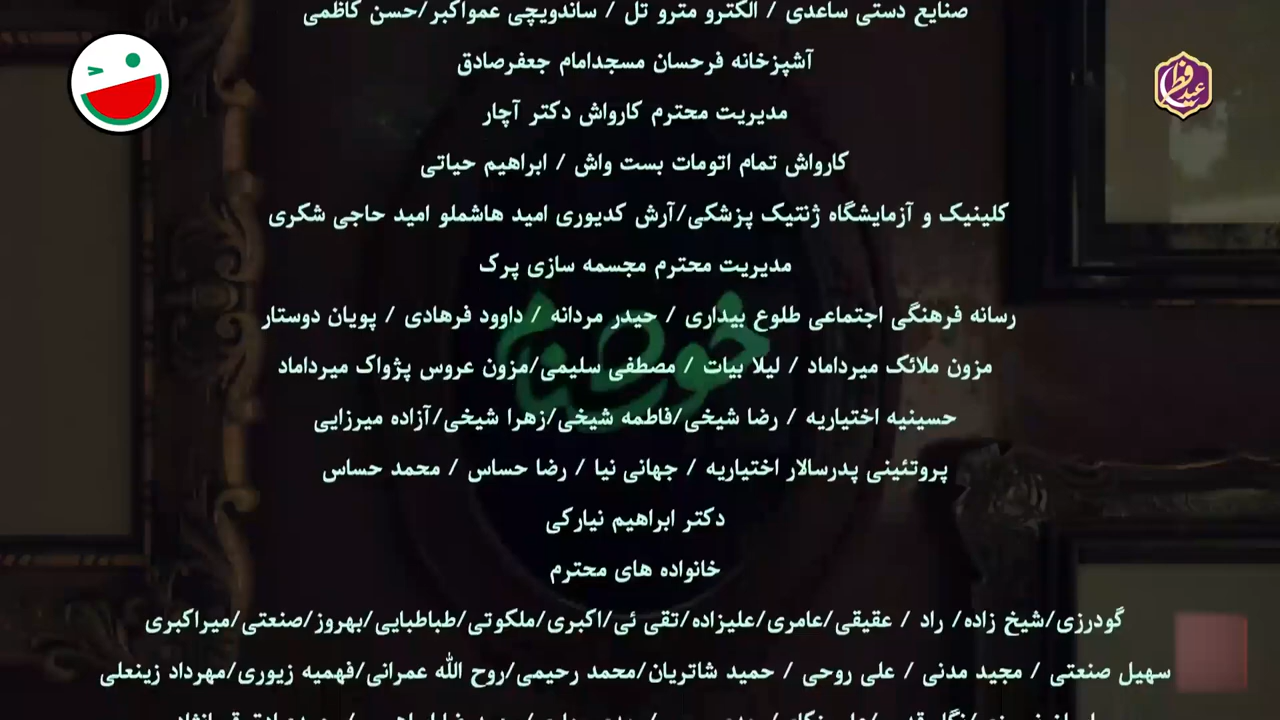 صنایع دستی ساعدی / الکترو مترو تل / ساندویچی عمواکبر/حسن کاظمی
آشپزخانه فرحسان مسجدامام جعفرصادق
عید فطر
مدیریت محترم کارواش دکتر آچار
کارواش تمام اتومات بست واش / ابراهیم حیاتی
کلینیک و آزمایشگاه ژنتیک پزشکی/آرش کدیوری امید هاشملو امید حاجی شکری
مدیریت محترم مجسمه سازی پرک
رسانه فرهنگی اجتماعی طلوع بیداری / حیدر مردانه / داوود فرهادی / پویان دوستار
خوشنام
مزون ملائک میرداماد / لیلا بیات / مصطفی سلیمی/مزون عروس پژواک میرداماد
حسینیه اختیاریه / رضا شیخی/فاطمه شیخی/زهرا شیخی/آزاده میرزایی
پروتئینی پدرسالار اختیاریه / جهانی نیا / رضا حساس / محمد حساس
دکتر ابراهیم نیارکی
خانواده های محترم
گودرزی/شیخ زاده/ راد / عقیقی/عامری/علیزاده/تقی ئی/اکبری/ملکوتی/طباطبایی/بهروز/صنعتی/میراکبری
سهیل صنعتی / مجید مدنی / علی روحی / حمید شاتریان/محمد رحیمی/روح الله عمرانی/فهمیه زیوری/مهرداد زینعلی